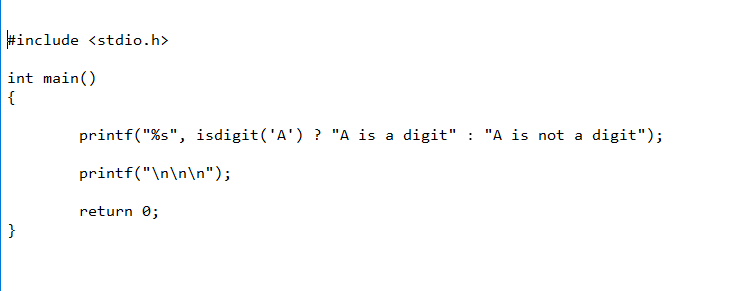 #include <stdio.h>
int main()
{
printf("%s", isdigit('A') ? "A is a digit" : "A is not a digit");
printf("\n\n\n");
return 0;
}